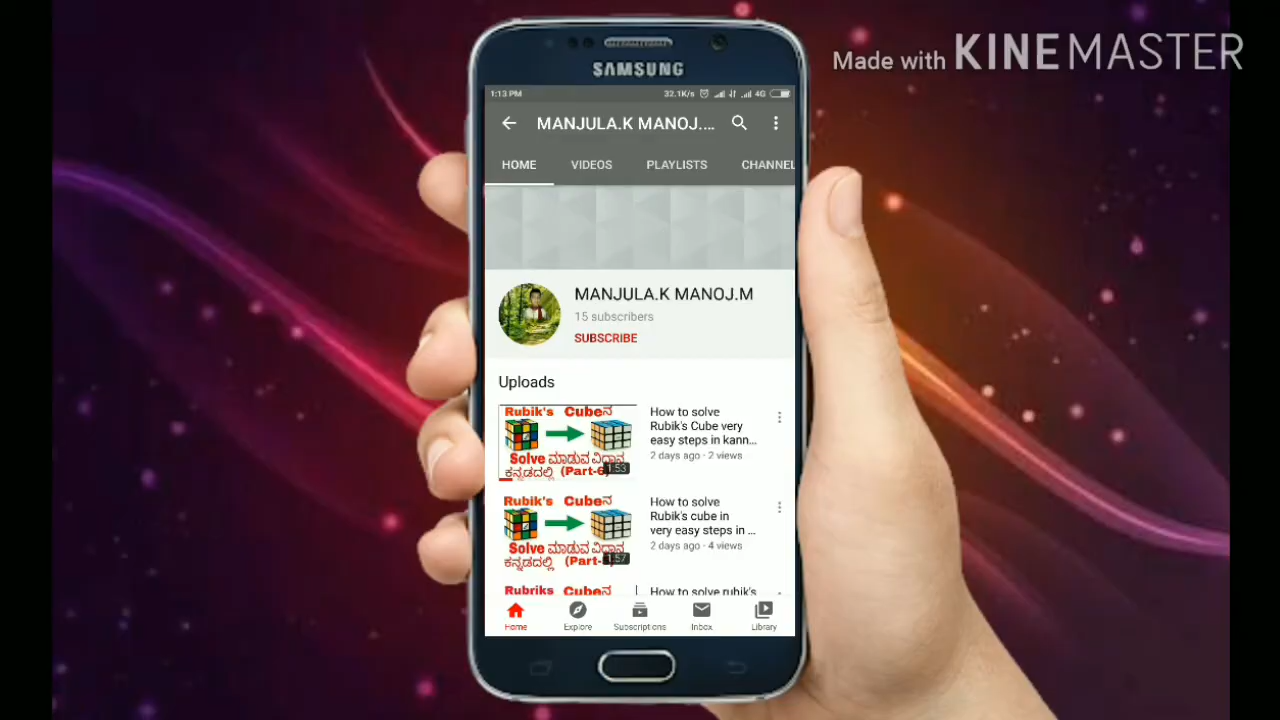 Made with KINEMASTER
SAMSUNG
1:13 PM 32.1K/s 4G
MANJULA.K MANOJ....
HOME VIDEOS PLAYLISTS CHANNEL
MANJULA.K MANOJ.M
15 subscribers
SUBSCRIBE
Uploads
Rubik's Cubeನ
Solve ಮಾಡುವ ವಿಧಾನ
ಕನ್ನಡದಲ್ಲಿ (Part-6)
1:53
How to solve
Rubik's Cube very
easy steps in kann...
2 days ago · 2 views
Rubik's Cubeನ
Solve ಮಾಡುವ ವಿಧಾನ
ಕನ್ನಡದಲ್ಲಿ (Part-
1:57
How to solve
Rubik's cube in
very easy steps in ...
2 days ago · 4 views
Rubriks Cubeನ
How to solve rubik's
Home Explore Subscriptions Inbox Library